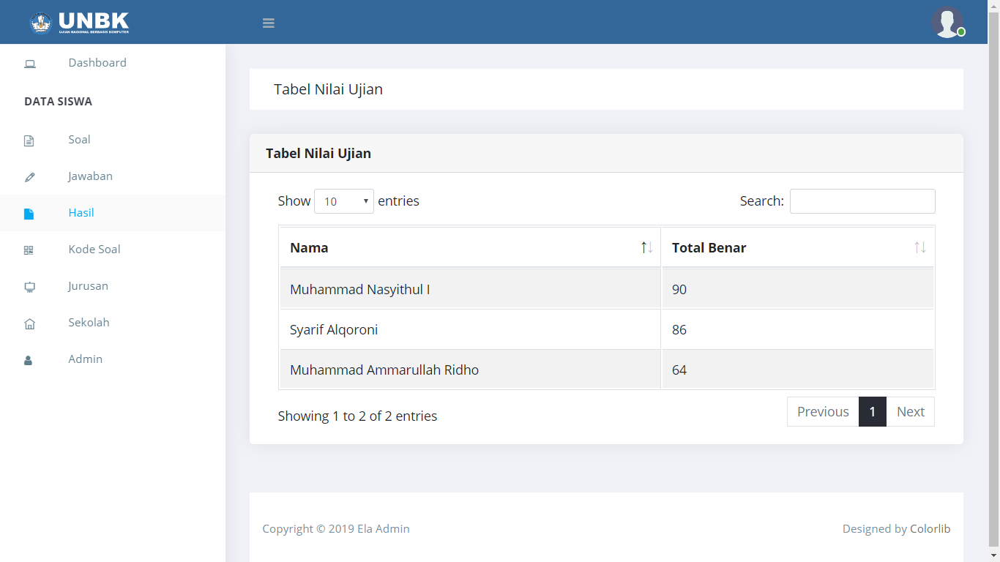 UNBK
UJIAN NASIONAL BERBASIS KOMPUTER
Dashboard
DATA SISWA
Soal
Jawaban
Hasil
Kode Soal
Jurusan
Sekolah
Admin
Tabel Nilai Ujian
Tabel Nilai Ujian
Show 10 entries
Search:
Nama Total Benar
Muhammad Nasyithul I 90
Syarif Alqoroni 86
Muhammad Ammarullah Ridho 64
Showing 1 to 2 of 2 entries
Previous 1 Next
Copyright © 2019 Ela Admin
Designed by Colorlib